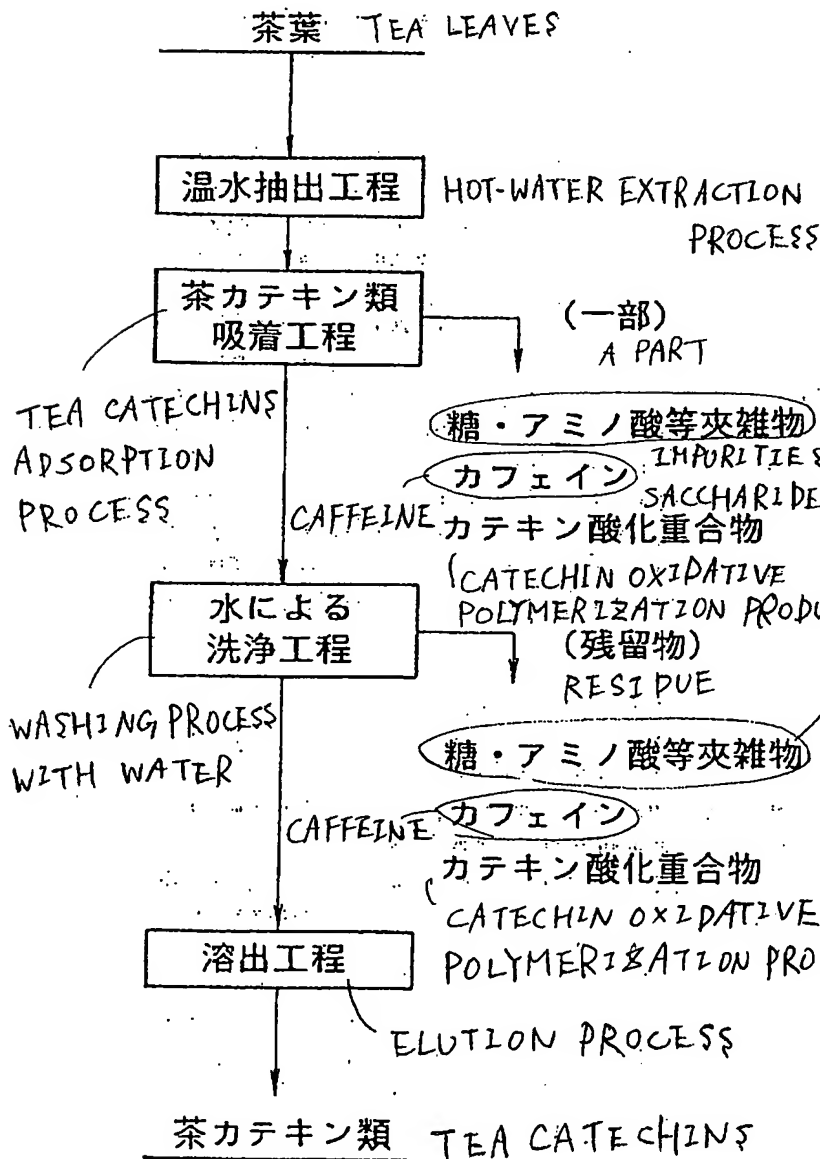 茶葉 TEA LEAVES
温水抽出工程 HOT-WATER EXTRACTION
PROCESS
茶カテキン類
吸着工程
(一部)
A PART
TEA CATECHINS
ADSORPTION
PROCESS
糖・アミノ酸等夾雑物
IMPURITIES
SACCHARIDE
カフェイン
CAFFEINE
カテキン酸化重合物
CATECHIN OXIDATIVE
POLYMERIZATION
水による
洗浄工程
(残留物)
RESIDUE
WASHING PROCESS
WITH WATER
糖・アミノ酸等夾雑物
カフェイン
CAFFEINE
カテキン酸化重合物
CATECHIN OXIDATIVE
POLYMERIZATION
溶出工程
ELUTION PROCESS
茶カテキン類 TEA CATECHINS